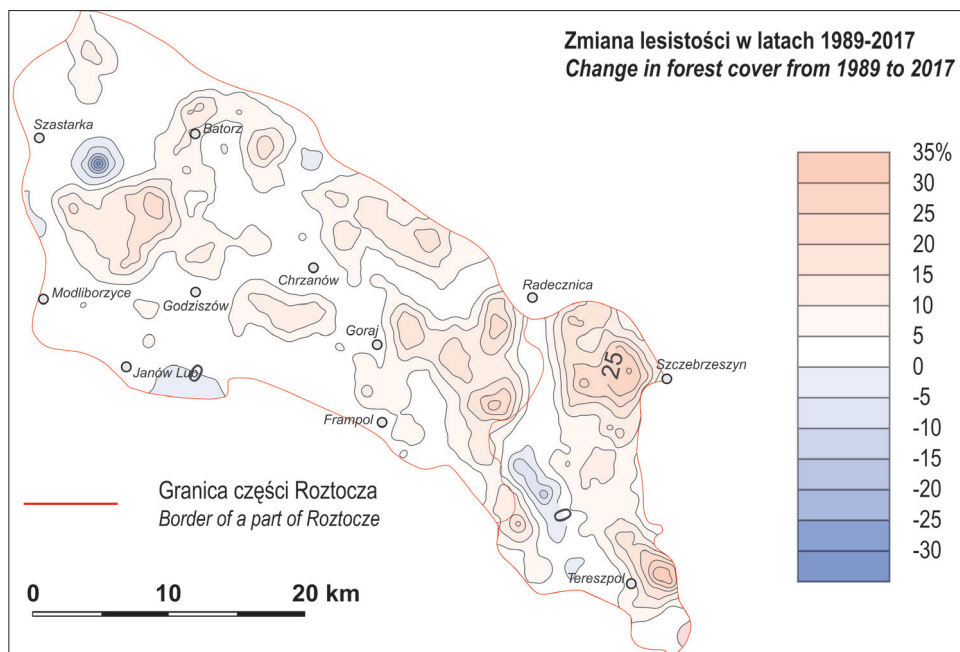 Zmiana lesistości w latach 1989-2017
Change in forest cover from 1989 to 2017
Szastarka
Batorz
35%
30
25
20
15
10
5
0
-5
-10
-15
-20
-25
-30
Chrzanów
Radecznica
Modliborzyce
Godziszów
Goraj
25
Szczebrzeszyn
Janów Lub.
0
Frampol
Granica części Roztocza
Border of a part of Roztocze
0
Tereszpol
0 10 20 km